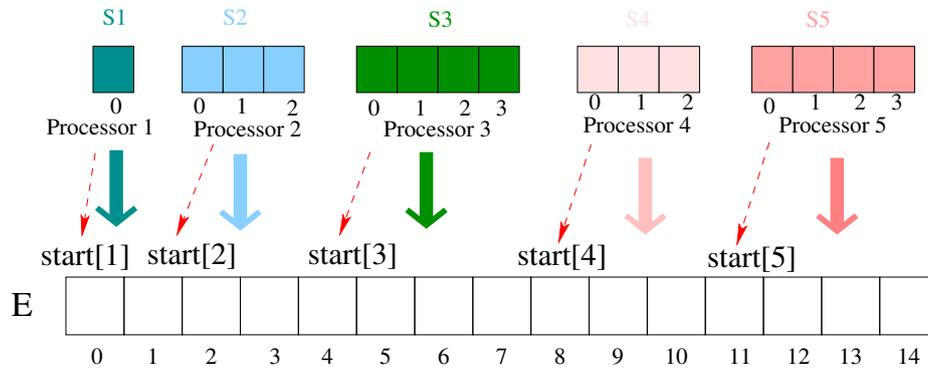 S1 S2 S3 S4 S5
0 0 1 2 0 1 2 3 0 1 2 0 1 2 3
Processor 1 Processor 2 Processor 3 Processor 4 Processor 5
start[1] start[2] start[3] start[4] start[5]
E
0 1 2 3 4 5 6 7 8 9 10 11 12 13 14